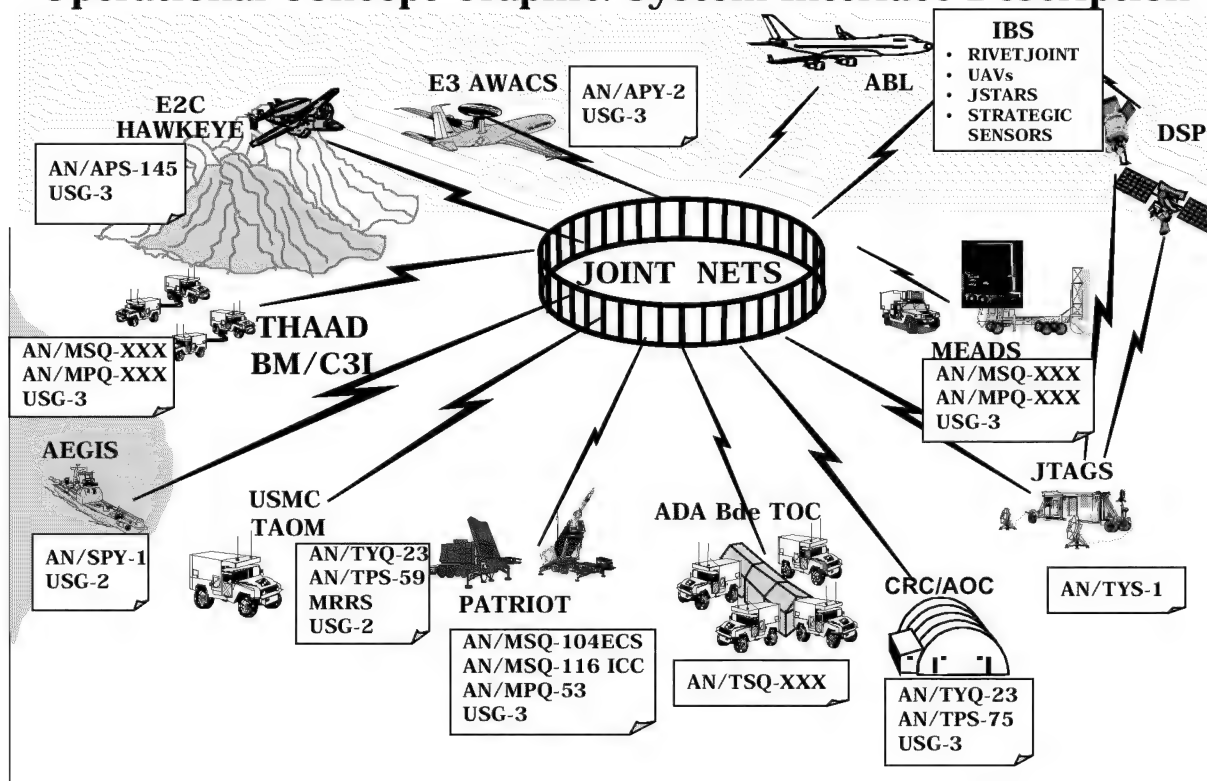 Operational Concept Graphic: System Interface Description
E2C
HAWKEYE
AN/APS-145
USG-3
E3 AWACS
AN/APY-2
USG-3
ABL
IBS
• RIVET JOINT
• UAVs
• JSTARS
• STRATEGIC
SENSORS
DSP
JOINT NETS
THAAD
BM/C3I
AN/MSQ-XXX
AN/MPQ-XXX
USG-3
MEADS
AN/MSQ-XXX
AN/MPQ-XXX
USG-3
AEGIS
AN/SPY-1
USG-2
USMC
TAOM
AN/TYQ-23
AN/TPS-59
MRRS
USG-2
PATRIOT
AN/MSQ-104ECS
AN/MSQ-116 ICC
AN/MPQ-53
USG-3
ADA Bde TOC
AN/TSQ-XXX
CRC/AOC
AN/TYQ-23
AN/TPS-75
USG-3
JTAGS
AN/TYS-1